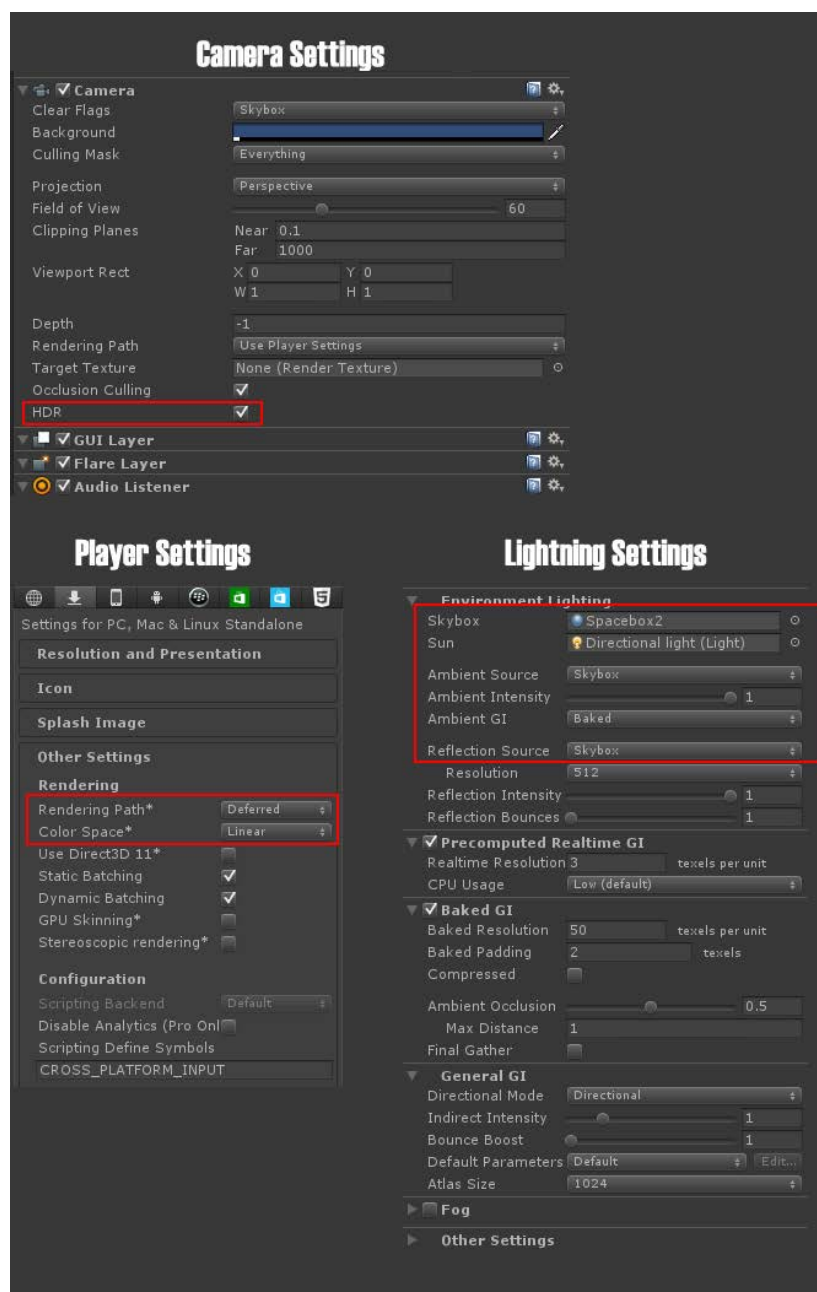 Camera Settings
Camera
Clear Flags Skybox
Background
Culling Mask Everything
Projection Perspective
Field of View 60
Clipping Planes Near 0.1
Far 1000
Viewport Rect X 0 Y 0
W 1 H 1
Depth -1
Rendering Path Use Player Settings
Target Texture None (Render Texture)
Occlusion Culling
HDR
GUI Layer
Flare Layer
Audio Listener
Player Settings
Settings for PC, Mac & Linux Standalone
Resolution and Presentation
Icon
Splash Image
Other Settings
Rendering
Rendering Path* Deferred
Color Space* Linear
Use Direct3D 11*
Static Batching
Dynamic Batching
GPU Skinning*
Stereoscopic rendering*
Configuration
Scripting Backend Default
Disable Analytics (Pro Onl
Scripting Define Symbols
CROSS_PLATFORM_INPUT
Lightning Settings
Environment Lighting
Skybox Spacebox2
Sun Directional light (Light)
Ambient Source Skybox
Ambient Intensity 1
Ambient GI Baked
Reflection Source Skybox
Resolution 512
Reflection Intensity 1
Reflection Bounces 1
Precomputed Realtime GI
Realtime Resolution 3 texels per unit
CPU Usage Low (default)
Baked GI
Baked Resolution 50 texels per unit
Baked Padding 2 texels
Compressed
Ambient Occlusion 0.5
Max Distance 1
Final Gather
General GI
Directional Mode Directional
Indirect Intensity 1
Bounce Boost 1
Default Parameters Default Edit...
Atlas Size 1024
Fog
Other Settings